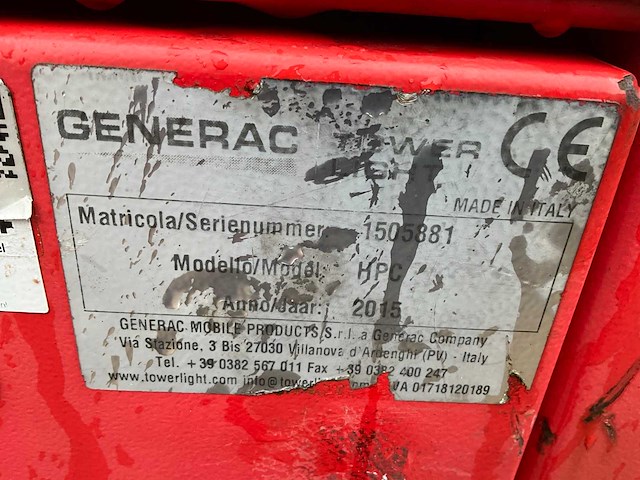 GENERAC TOWER LIGHT
CE
MADE IN ITALY
Matricola/Serienummer: 1505881
Modello/Model: HPC
Anno/Jaar: 2015
GENERAC MOBILE PRODUCTS S.r.l. a Generac Company
Via Stazione, 3 Bis 27030 Villanova d'Ardenghi (PV) - Italy
Tel. +39 0382 567 011 Fax +39 0382 400 247
www.towerlight.com info@towerlight 01718120189